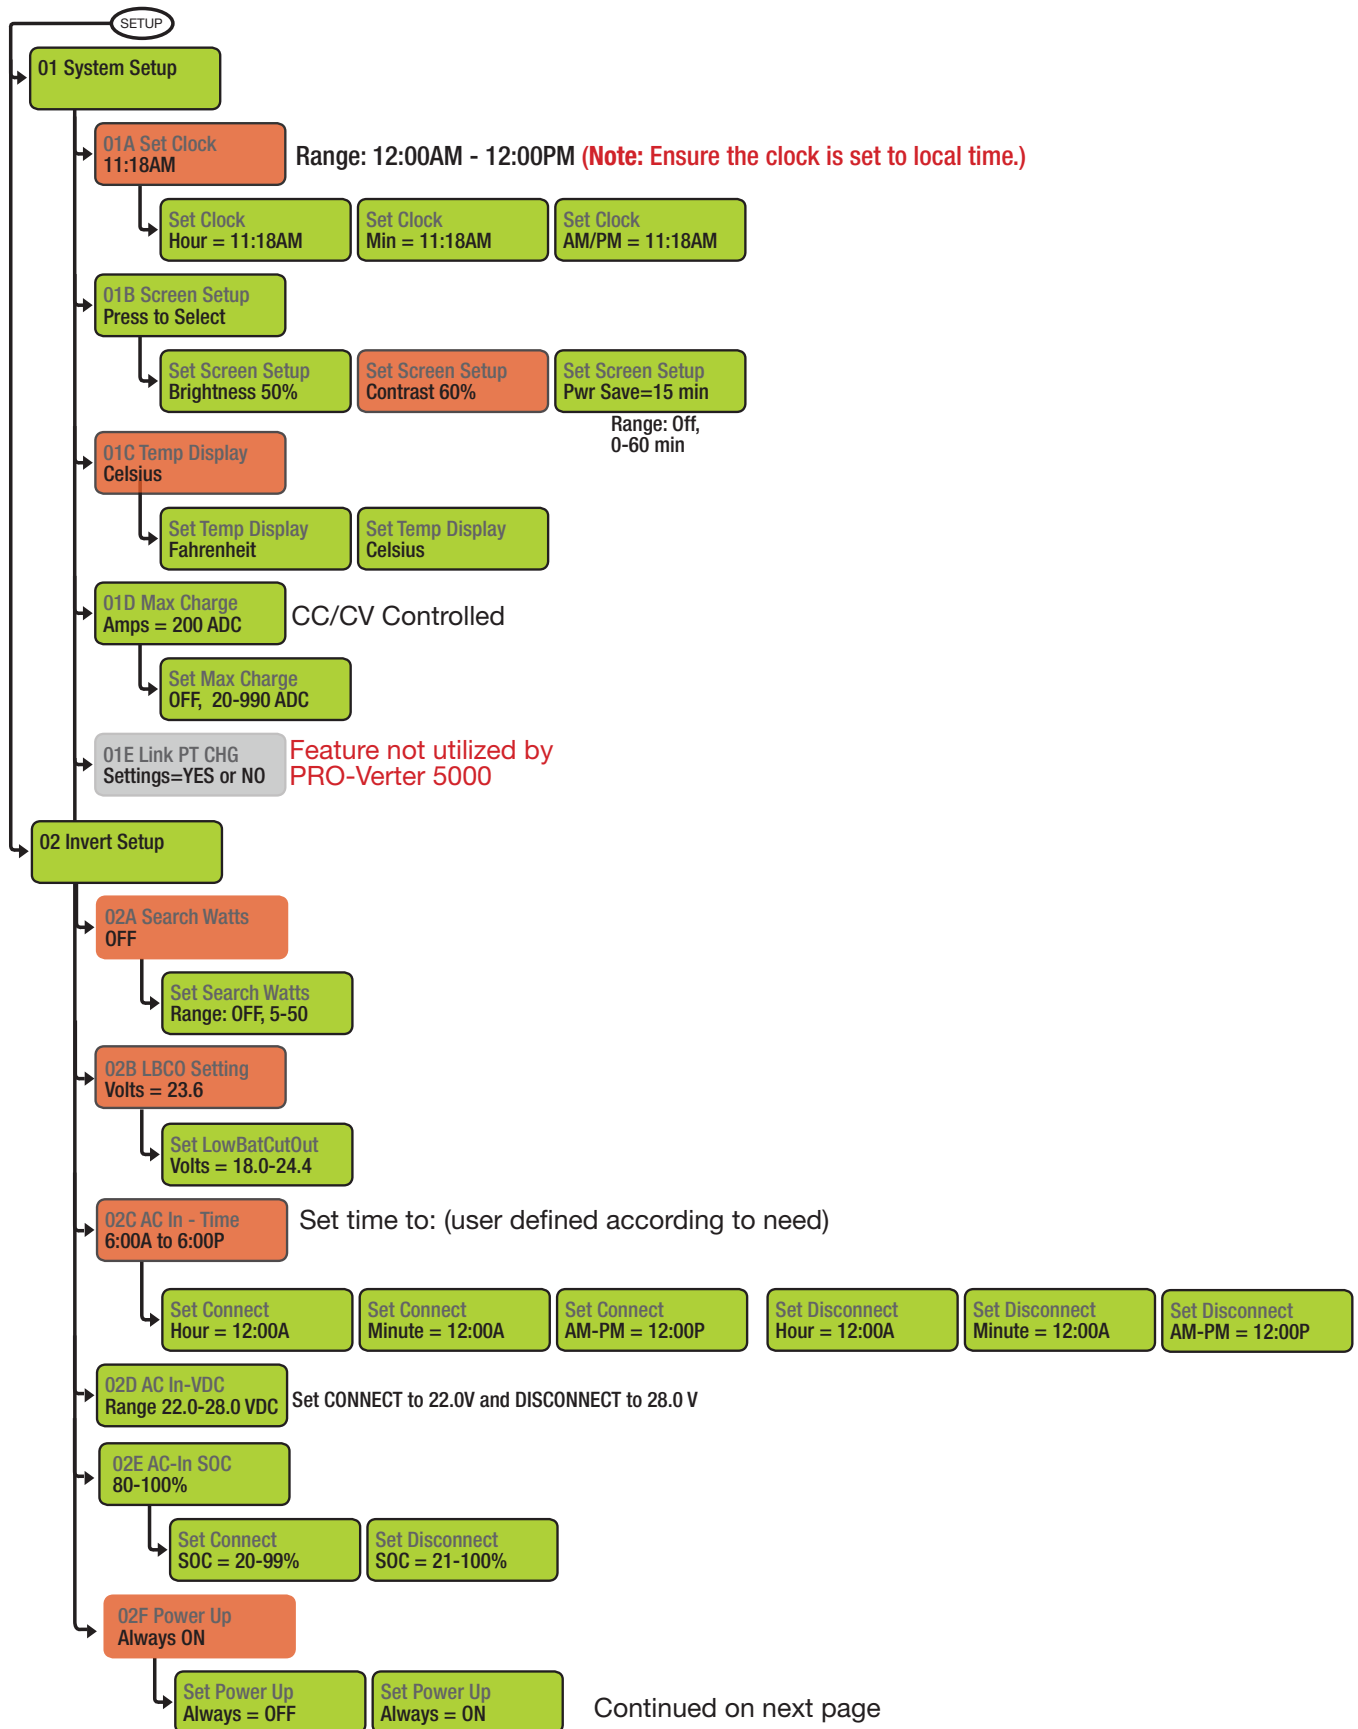 SETUP
01 System Setup
01A Set Clock
11:18AM
Range: 12:00AM - 12:00PM (Note: Ensure the clock is set to local time.)
Set Clock
Hour = 11:18AM
Set Clock
Min = 11:18AM
Set Clock
AM/PM = 11:18AM
01B Screen Setup
Press to Select
Set Screen Setup
Brightness 50%
Set Screen Setup
Contrast 60%
Set Screen Setup
Pwr Save=15 min
Range: Off,
0-60 min
01C Temp Display
Celsius
Set Temp Display
Fahrenheit
Set Temp Display
Celsius
01D Max Charge
Amps = 200 ADC
CC/CV Controlled
Set Max Charge
OFF, 20-990 ADC
01E Link PT CHG
Settings=YES or NO
Feature not utilized by
PRO-Verter 5000
02 Invert Setup
02A Search Watts
OFF
Set Search Watts
Range: OFF, 5-50
02B LBCO Setting
Volts = 23.6
Set LowBatCutOut
Volts = 18.0-24.4
02C AC In - Time
6:00A to 6:00P
Set time to: (user defined according to need)
Set Connect
Hour = 12:00A
Set Connect
Minute = 12:00A
Set Connect
AM-PM = 12:00P
Set Disconnect
Hour = 12:00A
Set Disconnect
Minute = 12:00A
Set Disconnect
AM-PM = 12:00P
02D AC In-VDC
Range 22.0-28.0 VDC
Set CONNECT to 22.0V and DISCONNECT to 28.0 V
02E AC-In SOC
80-100%
Set Connect
SOC = 20-99%
Set Disconnect
SOC = 21-100%
02F Power Up
Always ON
Set Power Up
Always = OFF
Set Power Up
Always = ON
Continued on next page